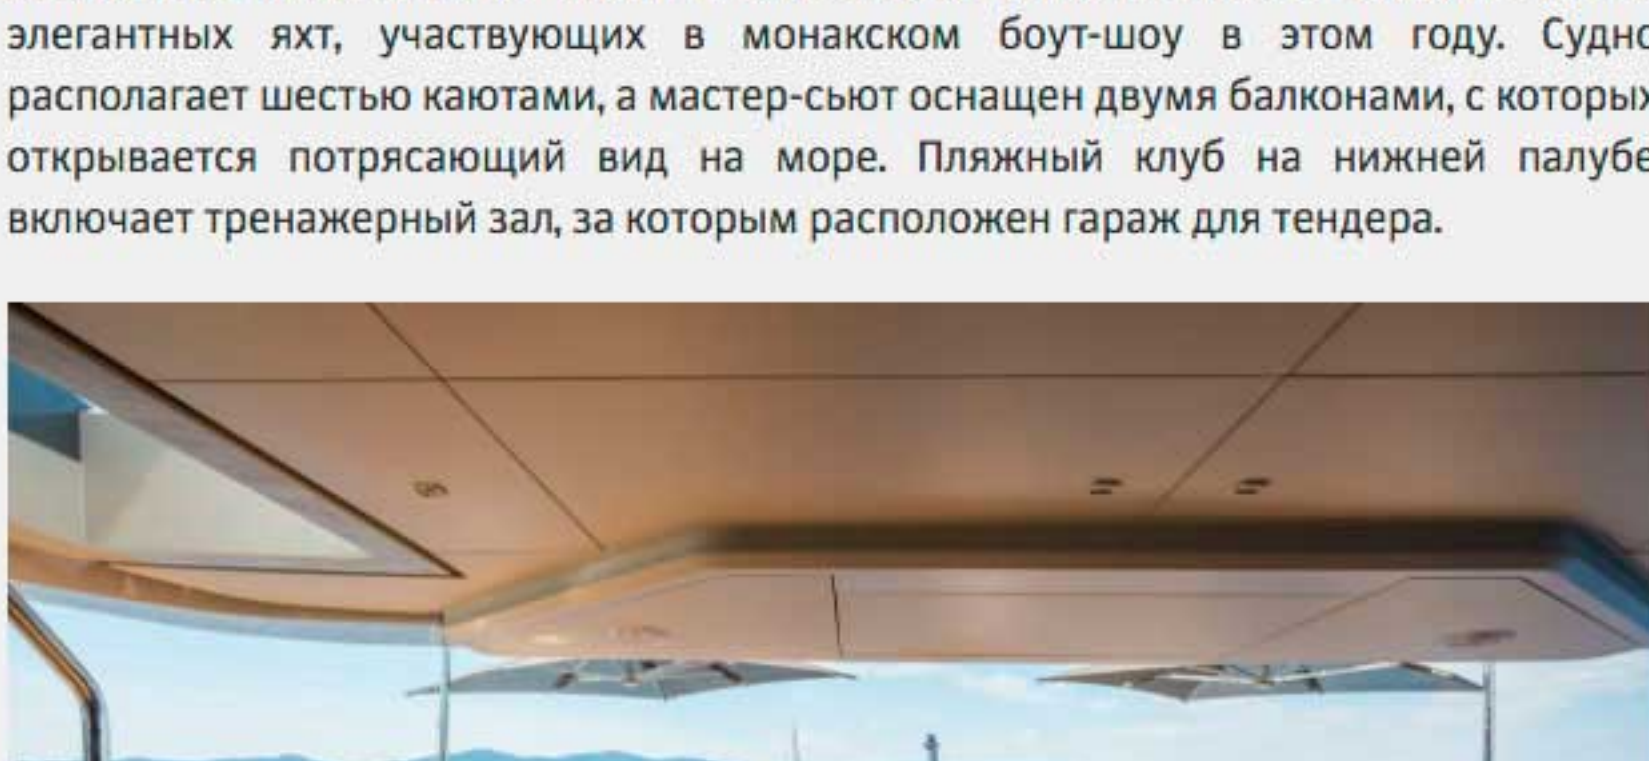 элегантных яхт, участвующих в монакском боут-шоу в этом году. Судно
располагает шестью каютами, а мастер-сьют оснащен двумя балконами, с которых
открывается потрясающий вид на море. Пляжный клуб на нижней палубе
включает тренажерный зал, за которым расположен гараж для тендера.